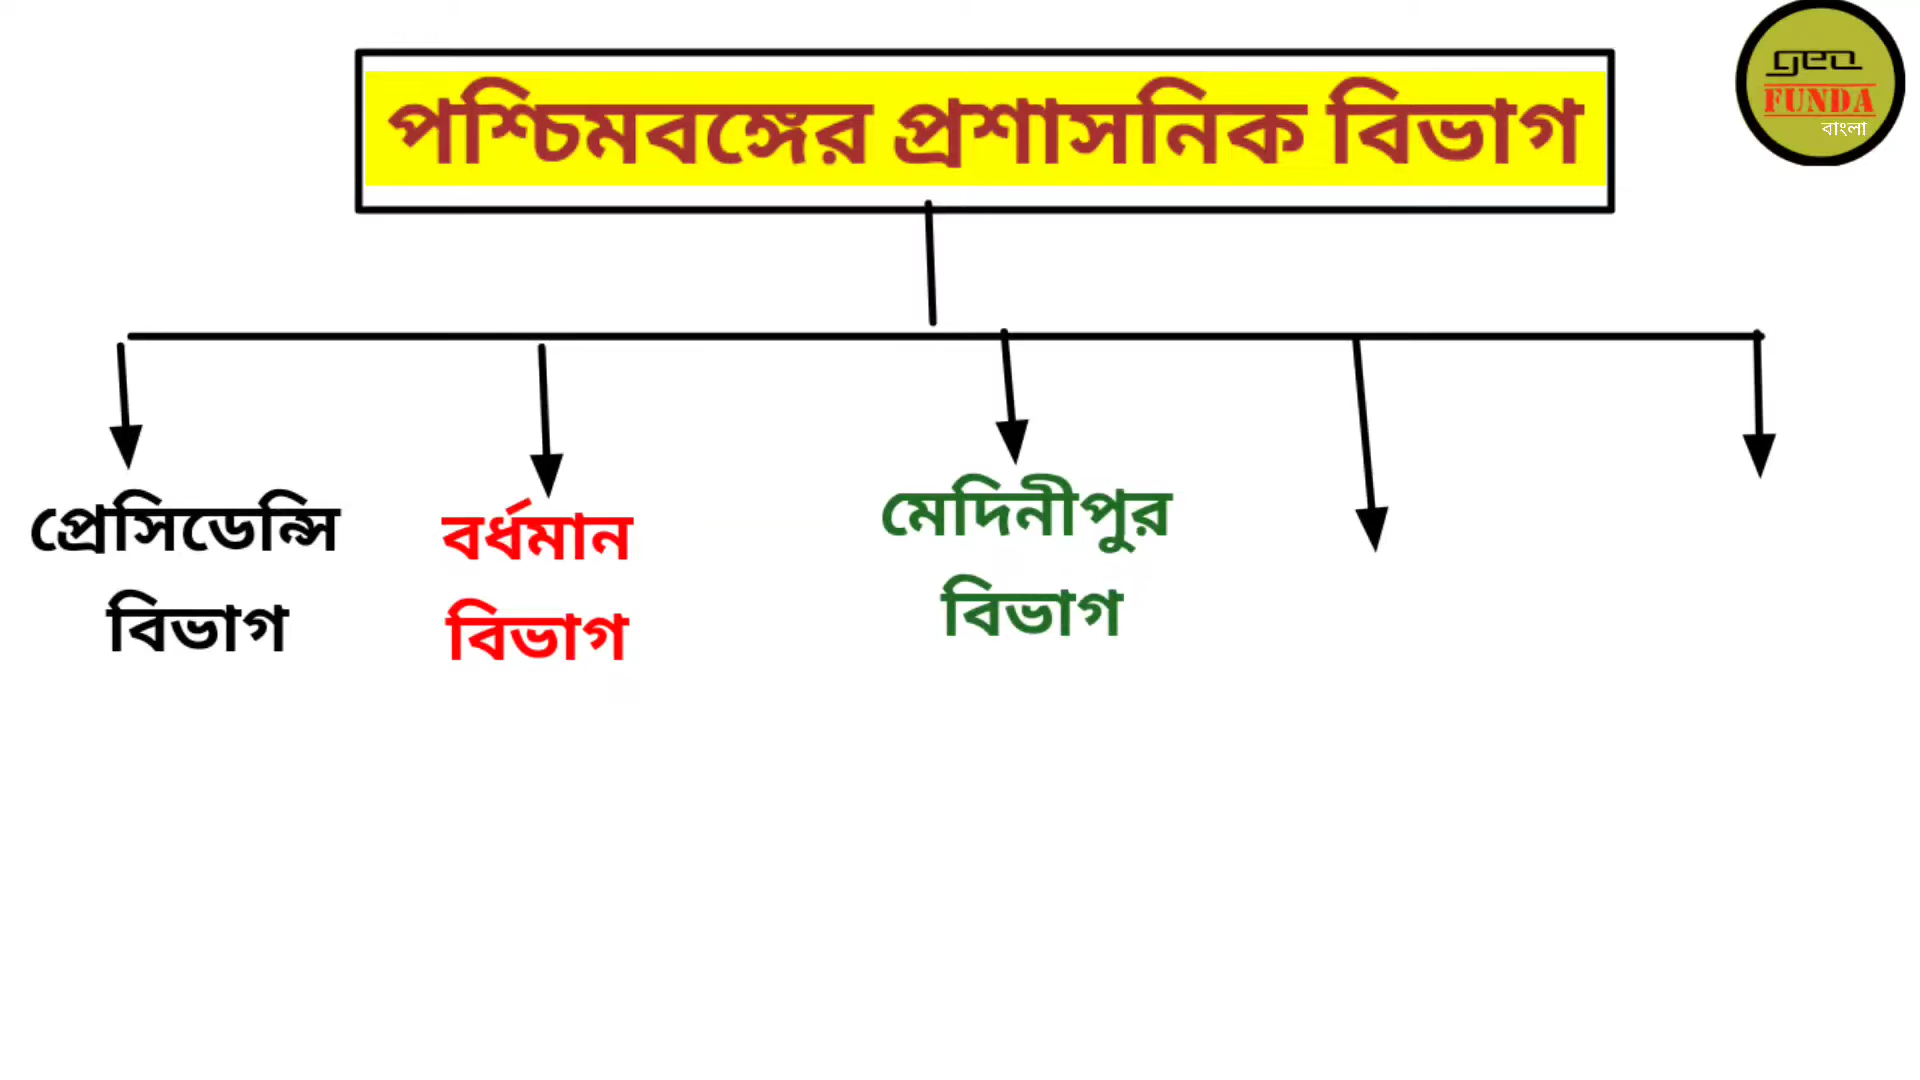 পশ্চিমবঙ্গের প্রশাসনিক বিভাগ
geo
FUNDA
বাংলা
প্রেসিডেন্সি
বিভাগ
বর্ধমান
বিভাগ
মেদিনীপুর
বিভাগ